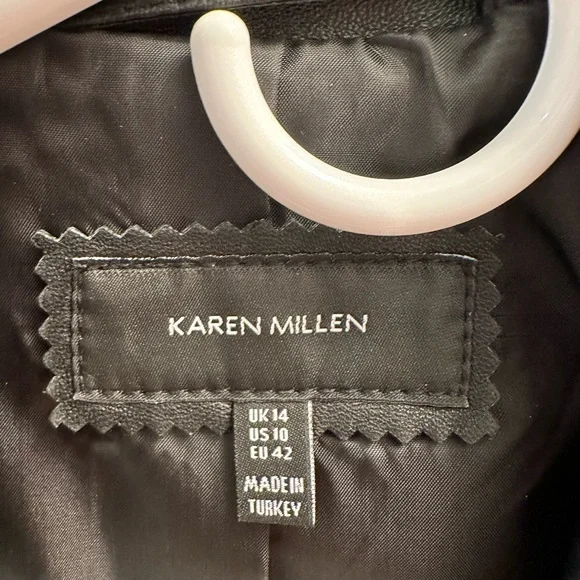 KAREN MILLEN
UK 14
US 10
EU 42
MADE IN
TURKEY